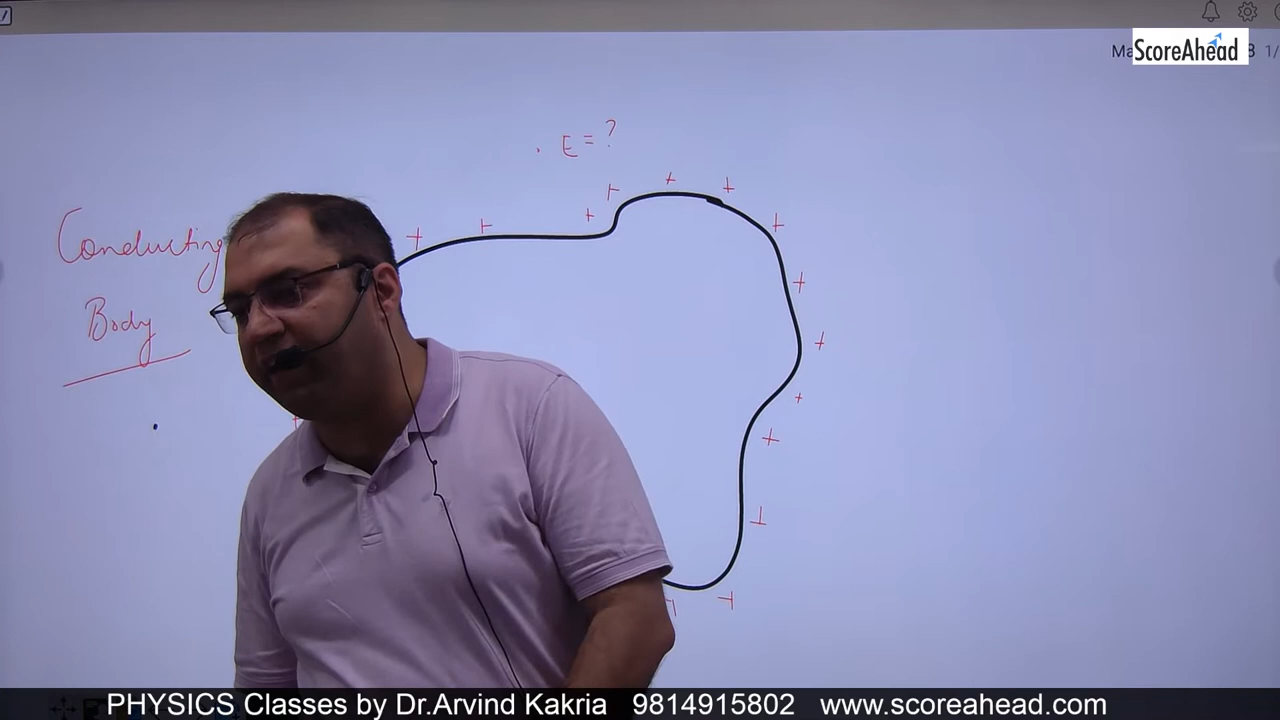 ScoreAhead
E = ?
Conducting
Body
PHYSICS Classes by Dr.Arvind Kakria 9814915802 www.scoreahead.com